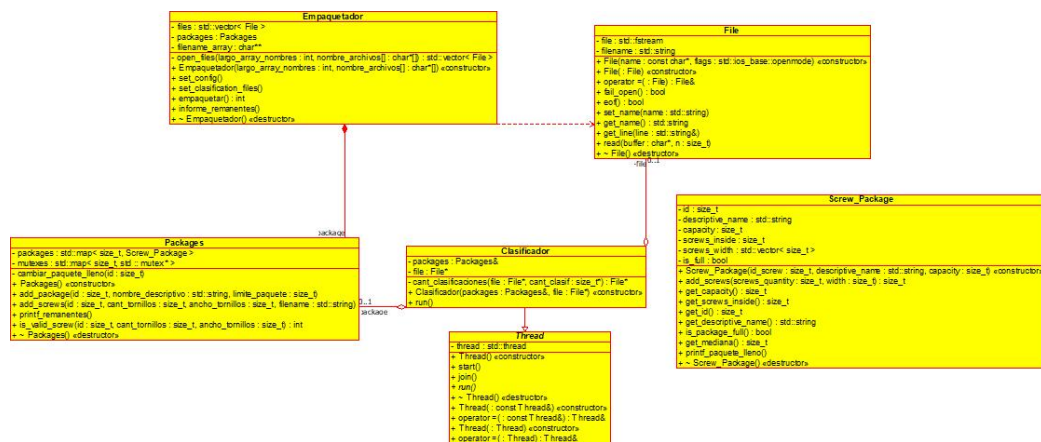 Empaquetador
- files : std::vector< File >
- packages : Packages
- filename_array : char**
- open_files(largo_array_nombres : int, nombre_archivos[] : char*[]) : std::vector< File >
+ Empaquetador(largo_array_nombres : int, nombre_archivos[] : char*[]) «constructor»
+ set_config()
+ set_clasification_files()
+ empaquetar() : int
+ informe_remanentes()
+ ~ Empaquetador() «destructor»
File
- file : std::fstream
- filename : std::string
+ File(name : const char*, flags : std::ios_base::openmode) «constructor»
+ File( : File) «constructor»
+ operator =( : File) : File&
+ fail_open() : bool
+ eof() : bool
+ set_name(name : std::string)
+ get_name() : std::string
+ get_line(line : std::string&)
+ read(buffer : char*, n : size_t)
+ ~ File() «destructor»
-file
0..1
package
Packages
- packages : std::map< size_t, Screw_Package >
- mutexes : std::map< size_t, std :: mutex* >
- cambiar_paquete_lleno(id : size_t)
+ Packages() «constructor»
+ add_package(id : size_t, nombre_descriptivo : std::string, limite_paquete : size_t)
+ add_screws(id : size_t, cant_tornillos : size_t, ancho_tornillos : size_t, filename : std::string)
+ printf_remanentes()
+ is_valid_screw(id : size_t, cant_tornillos : size_t, ancho_tornillos : size_t) : int
+ ~ Packages() «destructor»
0..1
package
Clasificador
- packages : Packages&
- file : File*
- cant_clasificaciones(file : File*, cant_clasif : size_t*) : File*
+ Clasificador(packages : Packages&, file : File*) «constructor»
+ run()
Screw_Package
- id : size_t
- descriptive_name : std::string
- capacity : size_t
- screws_inside : size_t
- screws_width : std::vector< size_t >
- is_full : bool
+ Screw_Package(id_screw : size_t, descriptive_name : std::string, capacity : size_t) «constructor»
+ add_screws(screws_quantity : size_t, width : size_t) : size_t
+ get_capacity() : size_t
+ get_screws_inside() : size_t
+ get_id() : size_t
+ get_descriptive_name() : std::string
+ is_package_full() : bool
+ get_mediana() : size_t
+ printf_paquete_lleno()
+ ~ Screw_Package() «destructor»
Thread
- thread : std::thread
+ Thread() «constructor»
+ start()
+ join()
+ run()
+ ~ Thread() «destructor»
+ Thread( : const Thread&) «constructor»
+ operator =( : const Thread&) : Thread&
+ Thread( : Thread) «constructor»
+ operator =( : Thread) : Thread&